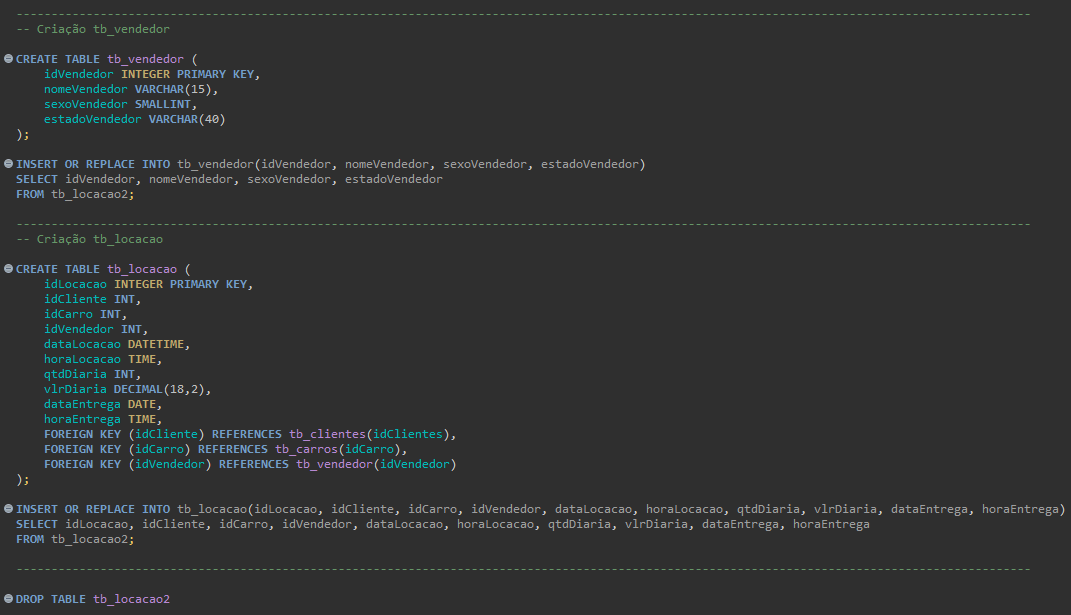 -------------------------------------------------------------------------------------------------------------------------------------------------
-- Criação tb_vendedor
CREATE TABLE tb_vendedor (
    idVendedor INTEGER PRIMARY KEY,
    nomeVendedor VARCHAR(15),
    sexoVendedor SMALLINT,
    estadoVendedor VARCHAR(40)
);
INSERT OR REPLACE INTO tb_vendedor(idVendedor, nomeVendedor, sexoVendedor, estadoVendedor)
SELECT idVendedor, nomeVendedor, sexoVendedor, estadoVendedor
FROM tb_locacao2;
-------------------------------------------------------------------------------------------------------------------------------------------------
-- Criação tb_locacao
CREATE TABLE tb_locacao (
    idLocacao INTEGER PRIMARY KEY,
    idCliente INT,
    idCarro INT,
    idVendedor INT,
    dataLocacao DATETIME,
    horaLocacao TIME,
    qtdDiaria INT,
    vlrDiaria DECIMAL(18,2),
    dataEntrega DATE,
    horaEntrega TIME,
    FOREIGN KEY (idCliente) REFERENCES tb_clientes(idClientes),
    FOREIGN KEY (idCarro) REFERENCES tb_carros(idCarro),
    FOREIGN KEY (idVendedor) REFERENCES tb_vendedor(idVendedor)
);
INSERT OR REPLACE INTO tb_locacao(idLocacao, idCliente, idCarro, idVendedor, dataLocacao, horaLocacao, qtdDiaria, vlrDiaria, dataEntrega, horaEntrega)
SELECT idLocacao, idCliente, idCarro, idVendedor, dataLocacao, horaLocacao, qtdDiaria, vlrDiaria, dataEntrega, horaEntrega
FROM tb_locacao2;
-------------------------------------------------------------------------------------------------------------------------------------------------
DROP TABLE tb_locacao2